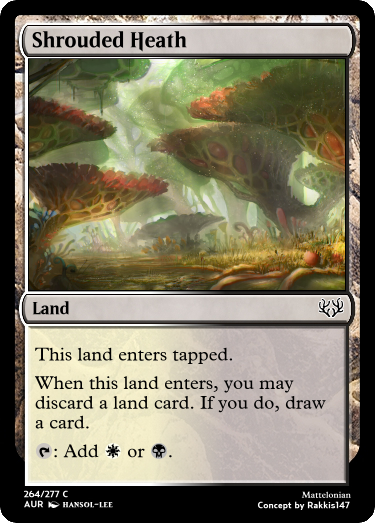 Shrouded Heath
Land
This land enters tapped.
When this land enters, you may
discard a land card. If you do, draw
a card.
: Add or .
264/277 C
AUR HANSOL-LEE
Mattelonian
Concept by Rakkis147